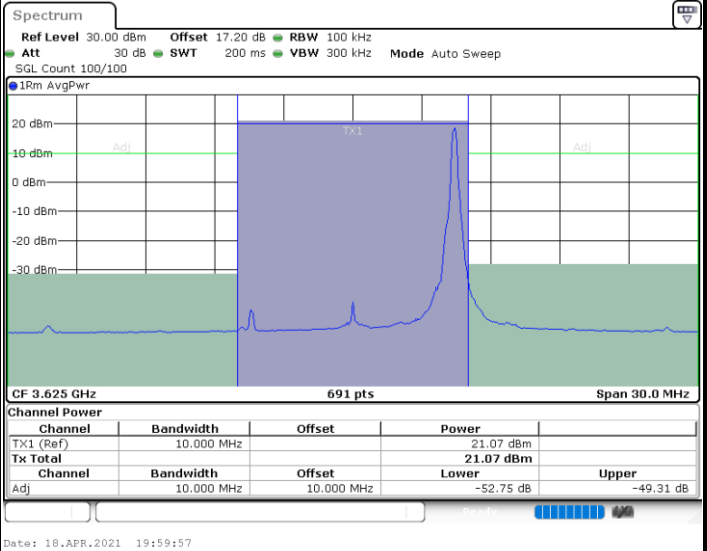 Spectrum
Ref Level 30.00 dBm Offset 17.20 dB RBW 100 kHz
Att 30 dB SWT 200 ms VBW 300 kHz Mode Auto Sweep
SGL Count 100/100
1Rm AvgPwr
20 dBm
TX1
Adj Adj
10 dBm
0 dBm
-10 dBm
-20 dBm
-30 dBm
CF 3.625 GHz 691 pts Span 30.0 MHz
Channel Power
Channel Bandwidth Offset Power
TX1 (Ref) 10.000 MHz 21.07 dBm
Tx Total 21.07 dBm
Channel Bandwidth Offset Lower Upper
Adj 10.000 MHz 10.000 MHz -52.75 dB -49.31 dB
Ready
Date: 18.APR.2021 19:59:57